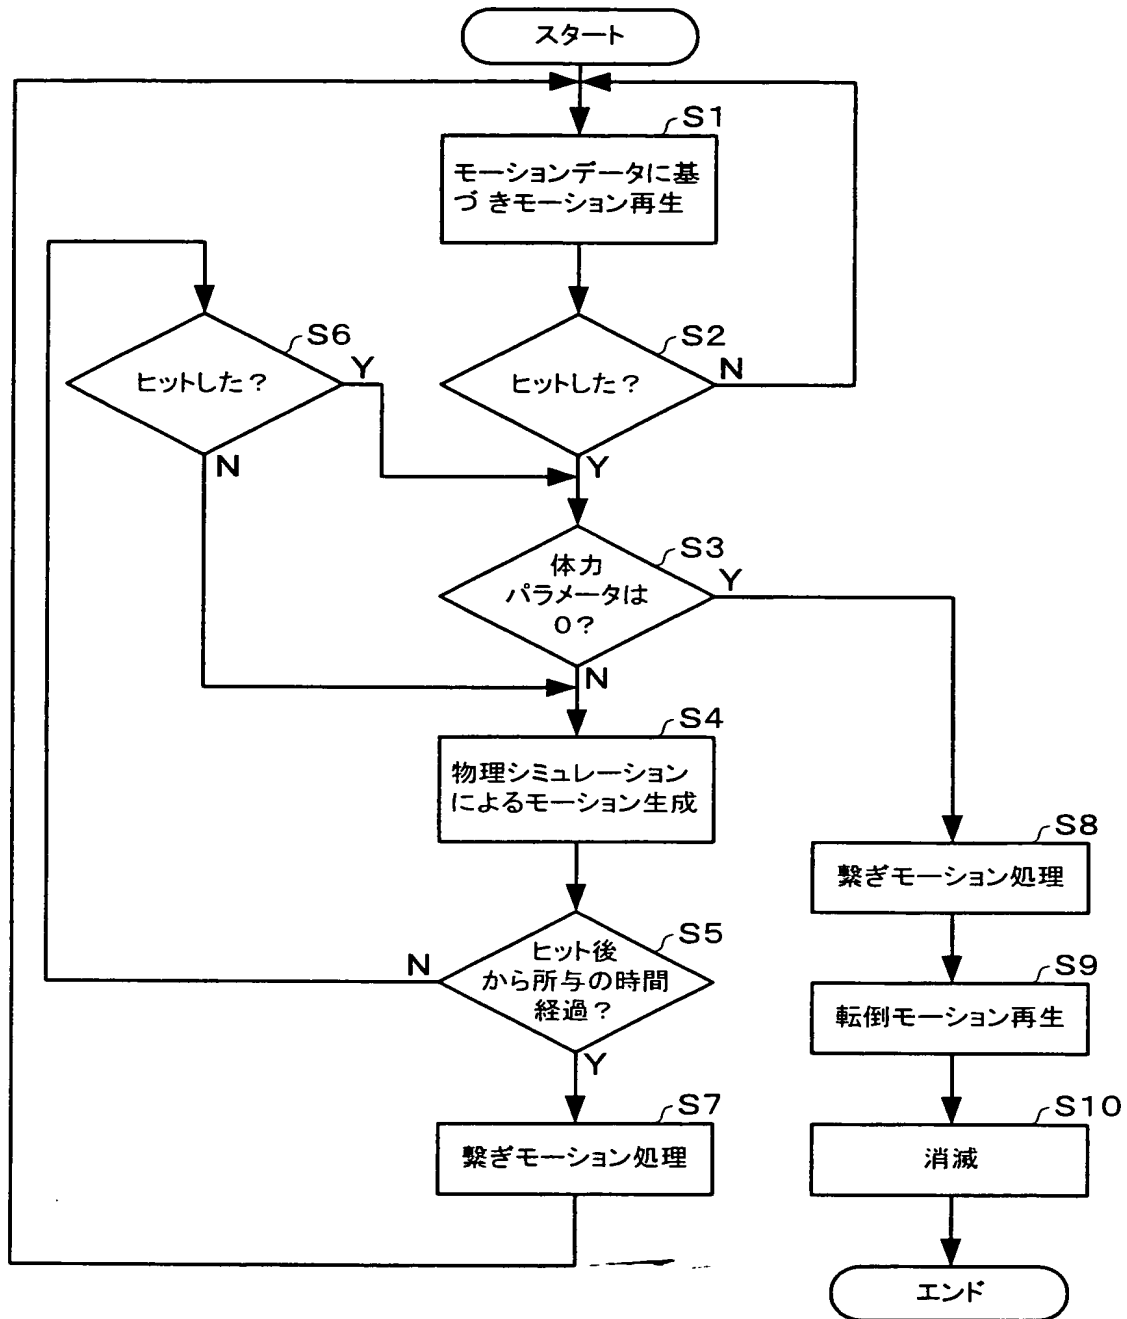 スタート
S1
モーションデータに基
づきモーション再生
S6
ヒットした?
Y
N
S2
ヒットした?
N
Y
S3
体力
パラメータは
0?
Y
N
S4
物理シミュレーション
によるモーション生成
S5
ヒット後
から所与の時間
経過?
N
Y
S7
繋ぎモーション処理
S8
繋ぎモーション処理
S9
転倒モーション再生
S10
消滅
エンド